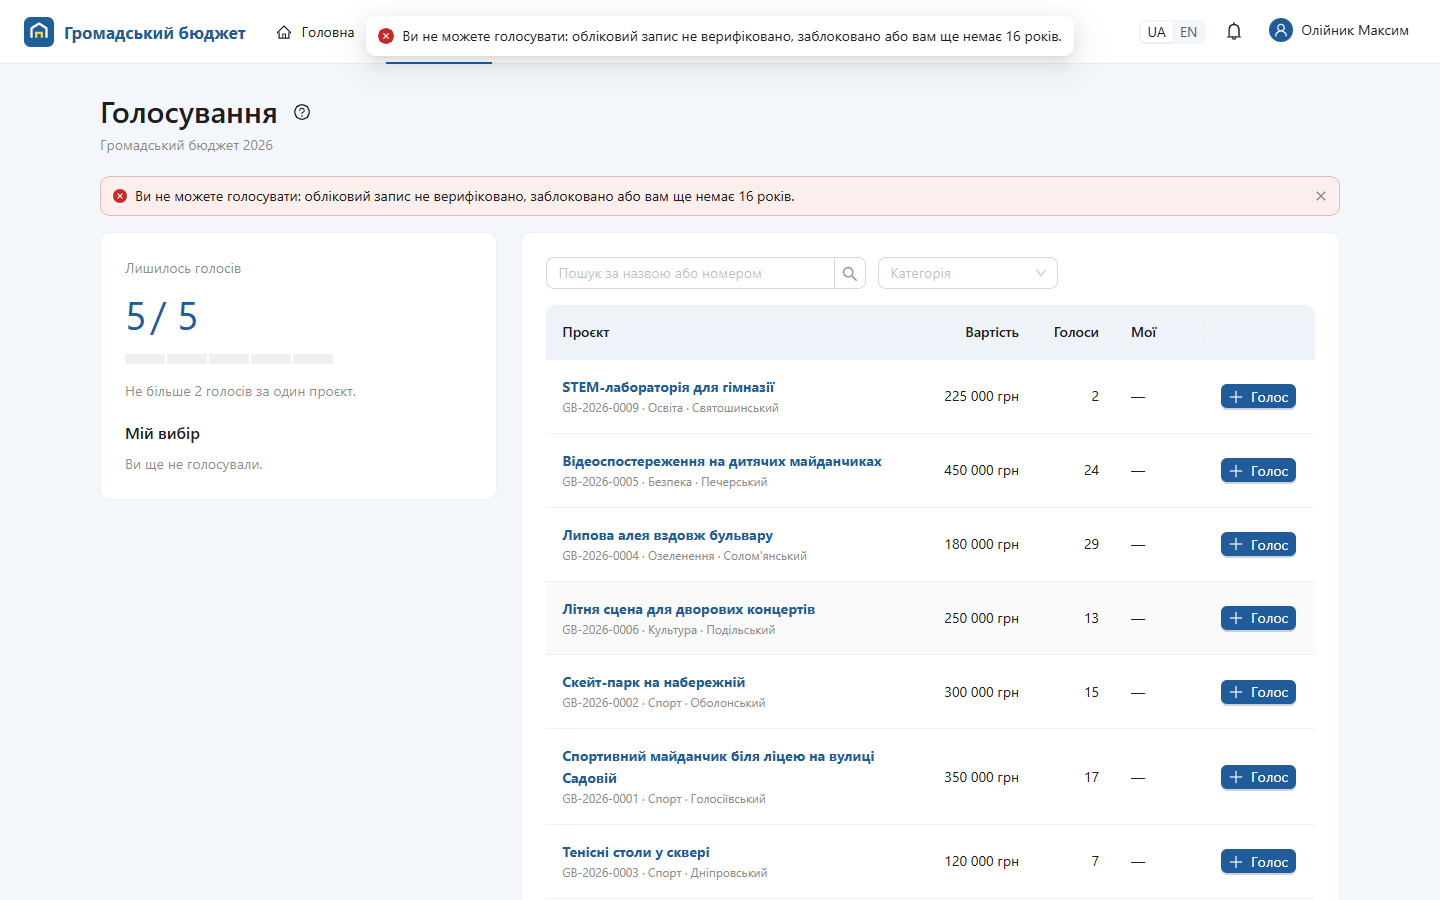 Громадський бюджет
Головна
Ви не можете голосувати: обліковий запис не верифіковано, заблоковано або вам ще немає 16 років.
UA EN
Олійник Максим
Голосування
Громадський бюджет 2026
Ви не можете голосувати: обліковий запис не верифіковано, заблоковано або вам ще немає 16 років.
Лишилось голосів
5 / 5
Не більше 2 голосів за один проєкт.
Мій вибір
Ви ще не голосували.
Пошук за назвою або номером
Категорія
Проєкт Вартість Голоси Мої
STEM-лабораторія для гімназії
GB-2026-0009 · Освіта · Святошинський
225 000 грн 2 — + Голос
Відеоспостереження на дитячих майданчиках
GB-2026-0005 · Безпека · Печерський
450 000 грн 24 — + Голос
Липова алея вздовж бульвару
GB-2026-0004 · Озеленення · Солом'янський
180 000 грн 29 — + Голос
Літня сцена для дворових концертів
GB-2026-0006 · Культура · Подільський
250 000 грн 13 — + Голос
Скейт-парк на набережній
GB-2026-0002 · Спорт · Оболонський
300 000 грн 15 — + Голос
Спортивний майданчик біля ліцею на вулиці
Садовій
GB-2026-0001 · Спорт · Голосіївський
350 000 грн 17 — + Голос
Тенісні столи у сквері
GB-2026-0003 · Спорт · Дніпровський
120 000 грн 7 — + Голос